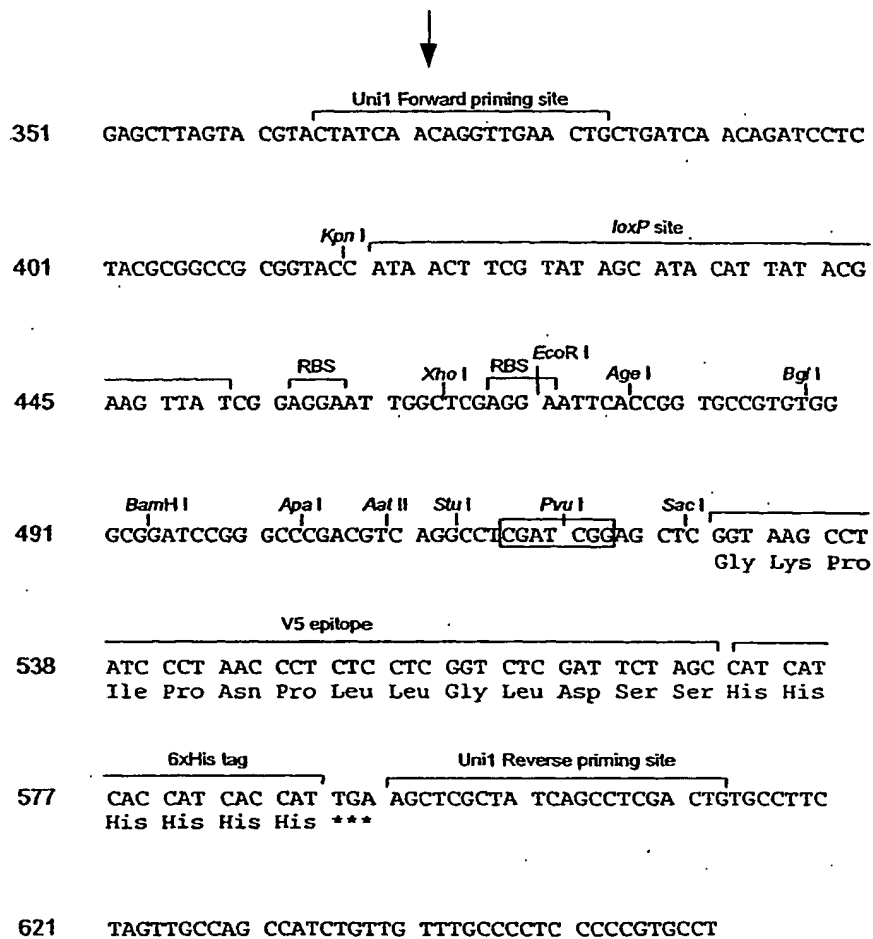 Uni1 Forward priming site
351 GAGCTTAGTA CGTACTATCA ACAGGTTGAA CTGCTGATCA ACAGATCCTC
Kpn I loxP site
401 TACGCGGCCG CGGTACC ATA ACT TCG TAT AGC ATA CAT TAT ACG
RBS Xho I RBS EcoR I Age I Bgl I
445 AAG TTA TCG GAGGAAT TGGCTCGAGG AATTCACCGG TGCCGTGTGG
BamH I Apa I Aat II Stu I Pvu I Sac I
491 GCGGATCCGG GCCCGACGTC AGGCCTCGAT CGGAG CTC GGT AAG CCT
Gly Lys Pro
V5 epitope
538 ATC CCT AAC CCT CTC CTC GGT CTC GAT TCT AGC CAT CAT
Ile Pro Asn Pro Leu Leu Gly Leu Asp Ser Ser His His
6xHis tag Uni1 Reverse priming site
577 CAC CAT CAC CAT TGA AGCTCGCTA TCAGCCTCGA CTGTGCCTTC
His His His His ***
621 TAGTTGCCAG CCATCTGTTG TTTGCCCCTC CCCCGTGCCT